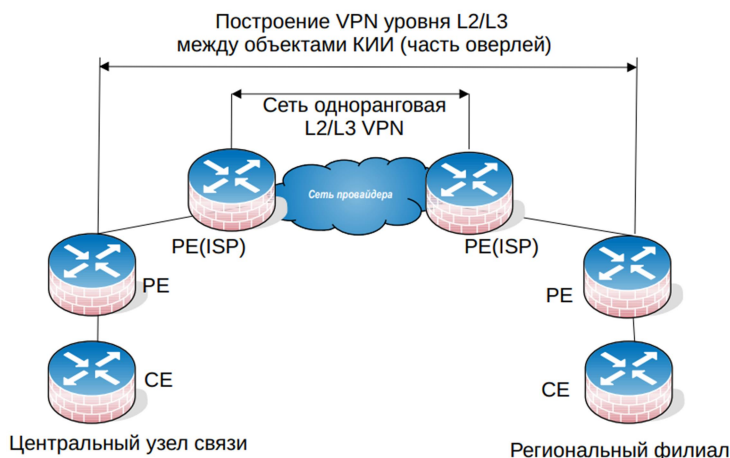 Построение VPN уровня L2/L3
между объектами КИИ (часть оверлей)
Сеть одноранговая
L2/L3 VPN
Сеть провайдера
PE(ISP)
PE(ISP)
PE
PE
CE
CE
Центральный узел связи
Региональный филиал